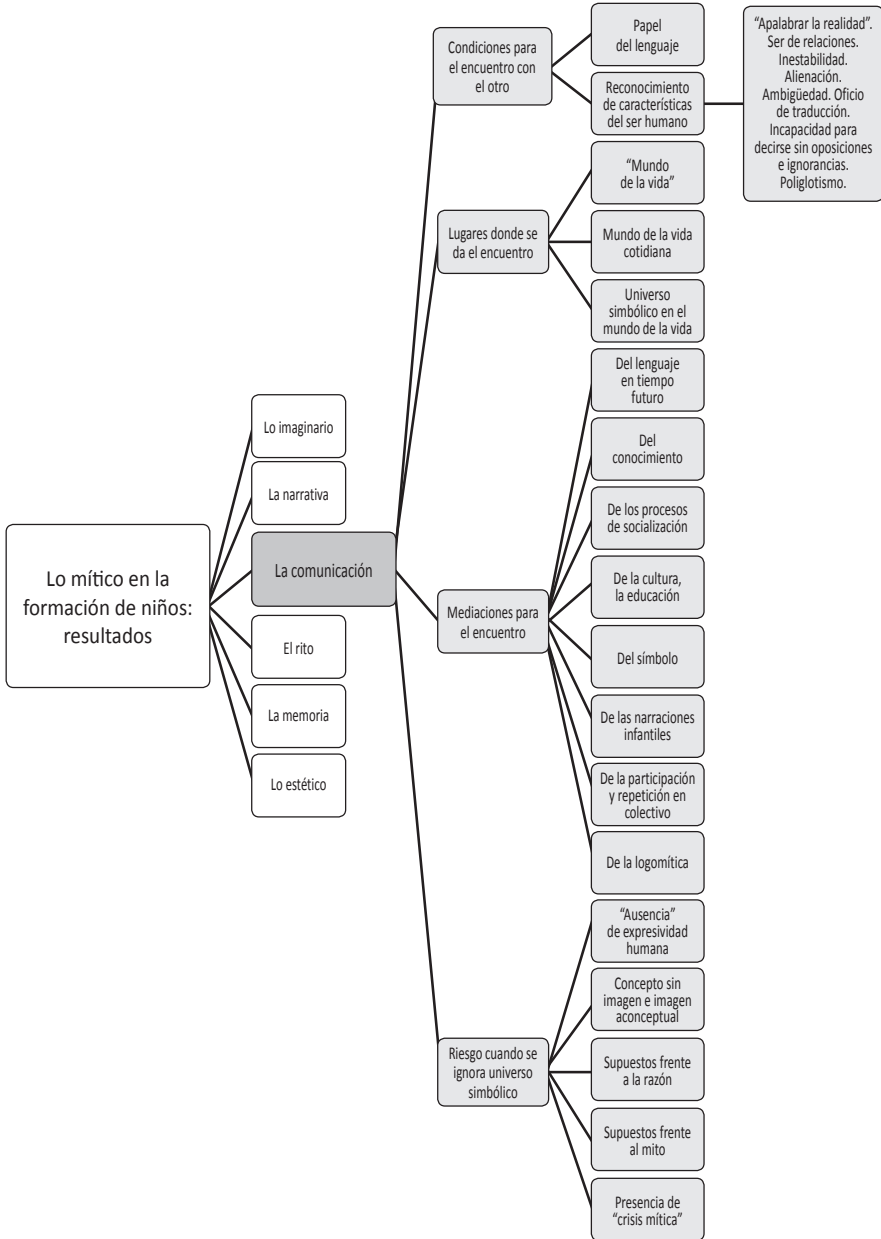 Lo mítico en la
formación de niños:
resultados
Lo imaginario
La narrativa
La comunicación
El rito
La memoria
Lo estético
Condiciones para
el encuentro con
el otro
Papel
del lenguaje
Reconocimiento
de características
del ser humano
“Apalabrar la realidad”.
Ser de relaciones.
Inestabilidad.
Alienación.
Ambigüedad. Oficio
de traducción.
Incapacidad para
decirse sin oposiciones
e ignorancias.
Poliglotismo.
Lugares donde se
da el encuentro
“Mundo
de la vida”
Mundo de la vida
cotidiana
Universo
simbólico en el
mundo de la vida
Mediaciones para
el encuentro
Del lenguaje
en tiempo
futuro
Del
conocimiento
De los procesos
de socialización
De la cultura,
la educación
Del símbolo
De las narraciones
infantiles
De la participación
y repetición en
colectivo
De la logomítica
Riesgo cuando se
ignora universo
simbólico
“Ausencia”
de expresividad
humana
Concepto sin
imagen e imagen
aconceptual
Supuestos frente
a la razón
Supuestos frente
al mito
Presencia de
“crisis mítica”